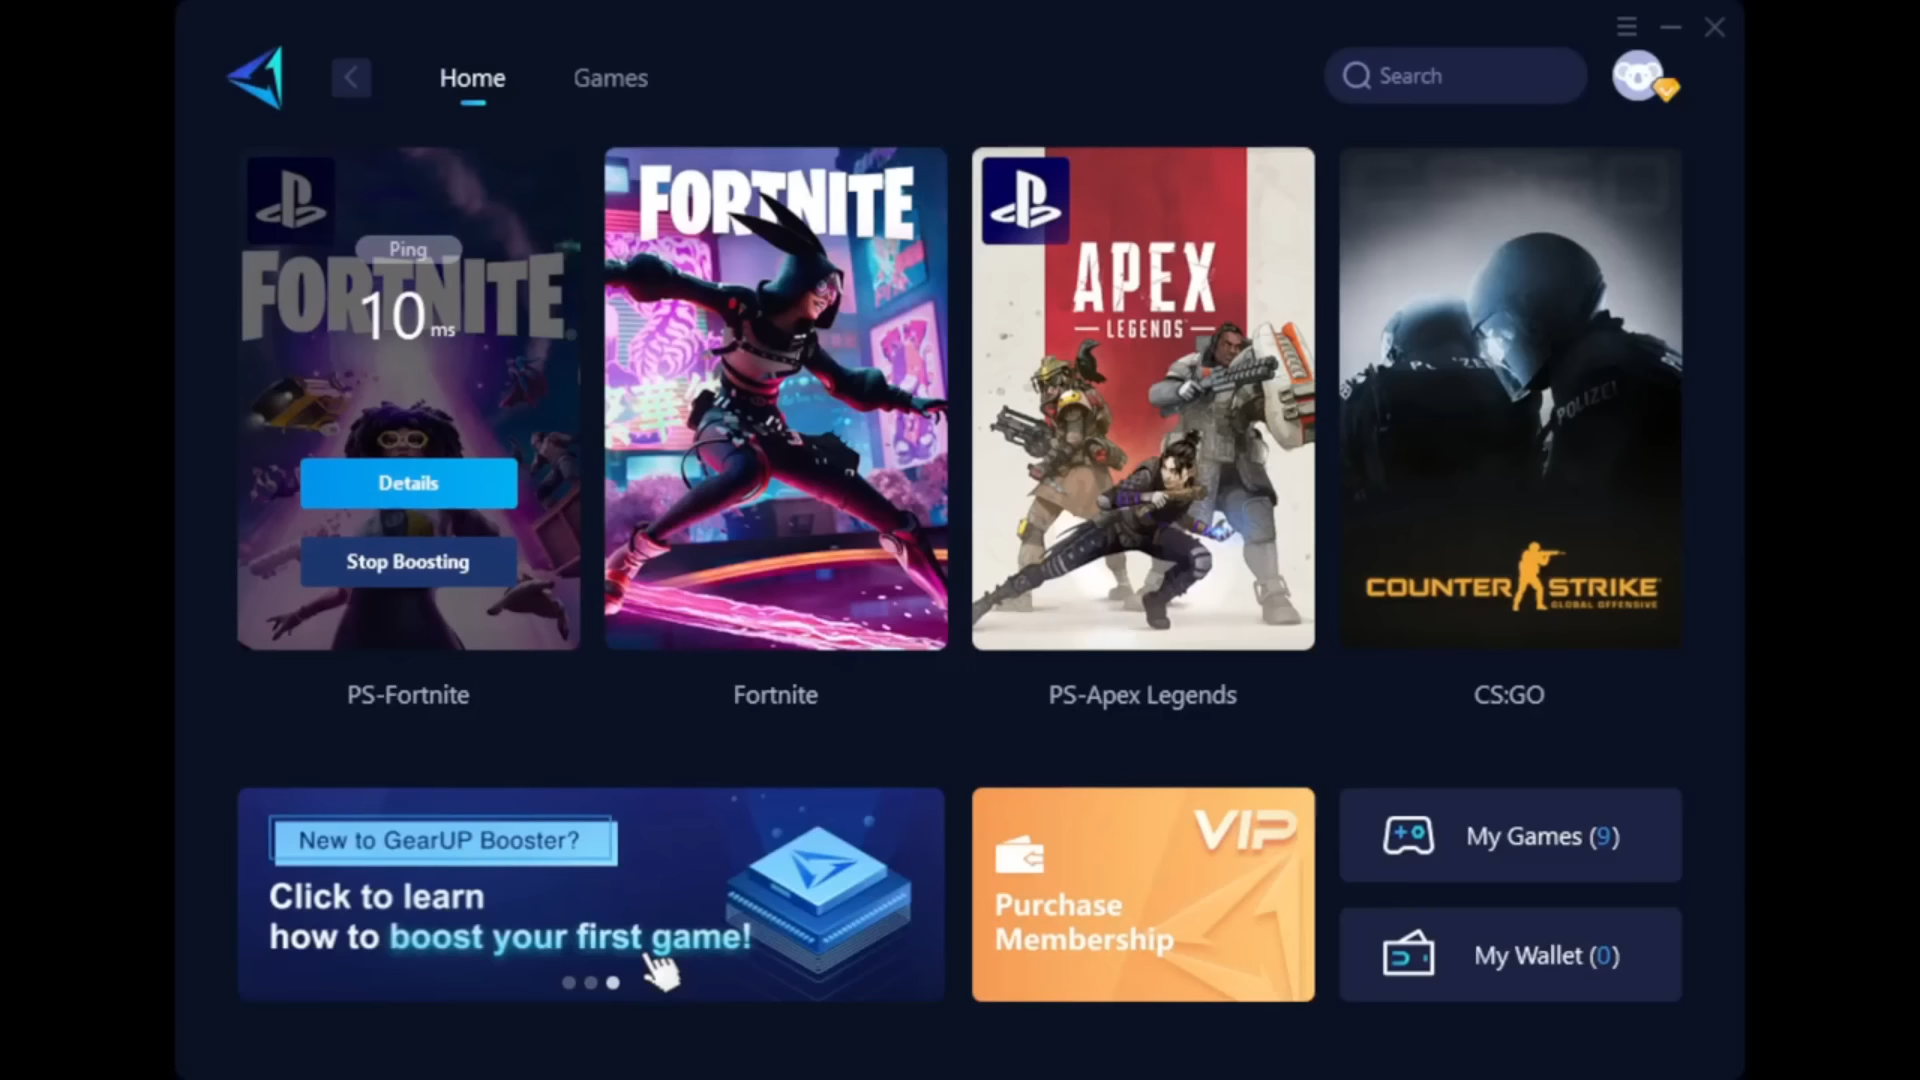 Home
Games
Search
Ping
FORTNITE
10 ms
Details
Stop Boosting
FORTNITE
APEX
LEGENDS
POLIZEI
COUNTER STRIKE
GLOBAL OFFENSIVE
PS-Fortnite
Fortnite
PS-Apex Legends
CS:GO
New to GearUP Booster?
Click to learn
how to boost your first game!
VIP
Purchase
Membership
My Games (9)
My Wallet (0)